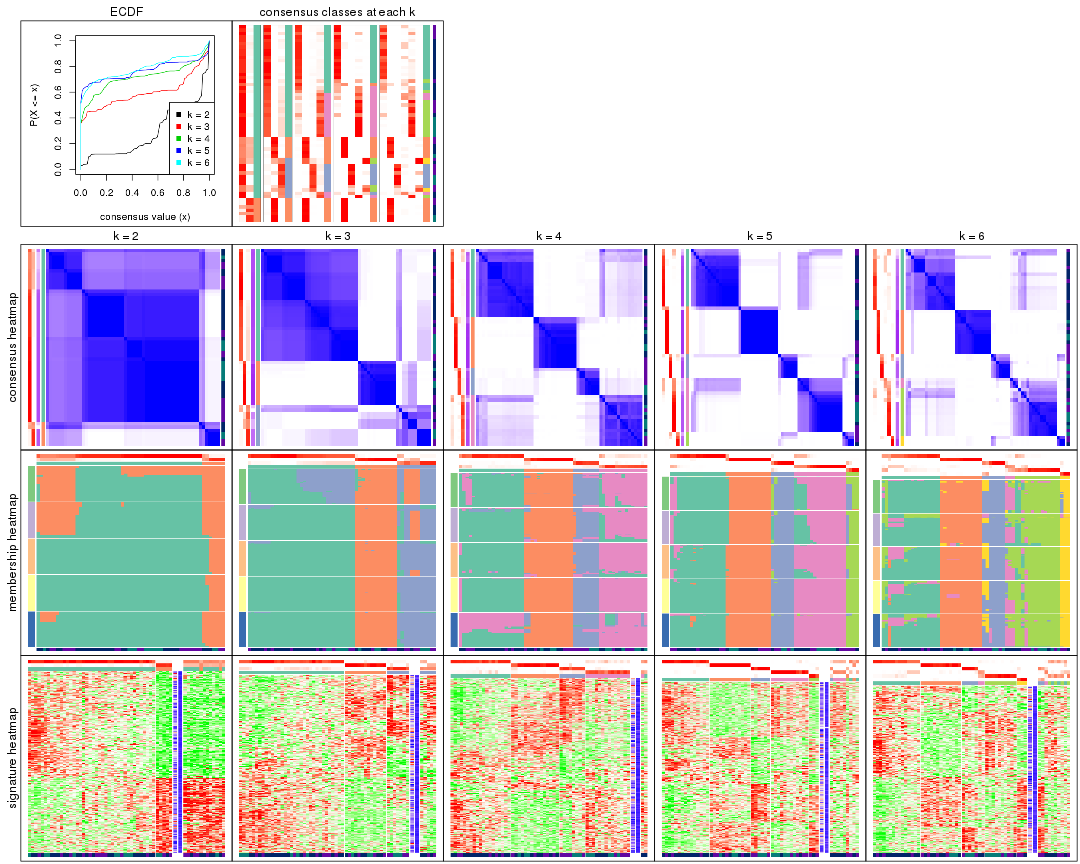 ECDF
consensus classes at each k
P(X <= x)
0.0 0.2 0.4 0.6 0.8 1.0
k = 2
k = 3
k = 4
k = 5
k = 6
0.0 0.2 0.4 0.6 0.8 1.0
consensus value (x)
k = 2
k = 3
k = 4
k = 5
k = 6
consensus heatmap
membership heatmap
signature heatmap